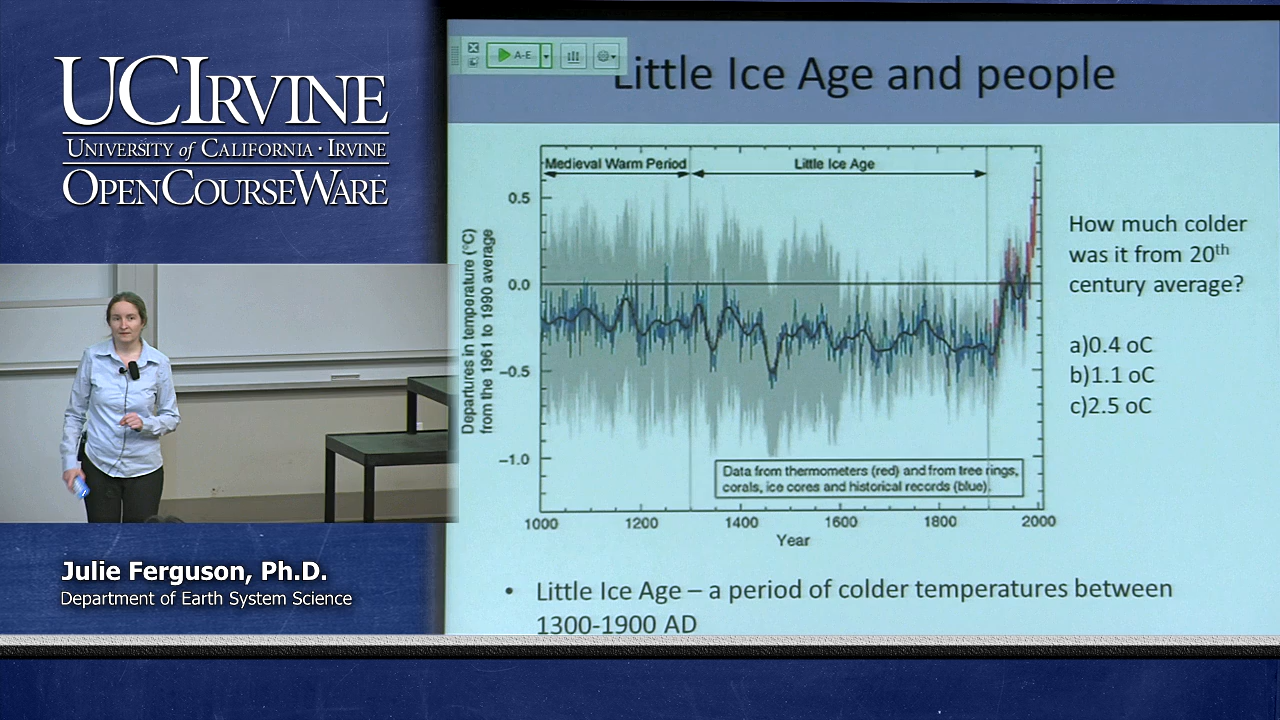 UCIRVINE
UNIVERSITY of CALIFORNIA · IRVINE
OPENCOURSEWARE
Julie Ferguson, Ph.D.
Department of Earth System Science
A-E
Little Ice Age and people
Medieval Warm Period
Little Ice Age
Departures in temperature (°C)
from the 1961 to 1990 average
0.5
0.0
−0.5
−1.0
Data from thermometers (red) and from tree rings,
corals, ice cores and historical records (blue).
1000 1200 1400 1600 1800 2000
Year
How much colder
was it from 20th
century average?
a)0.4 oC
b)1.1 oC
c)2.5 oC
• Little Ice Age – a period of colder temperatures between
1300-1900 AD